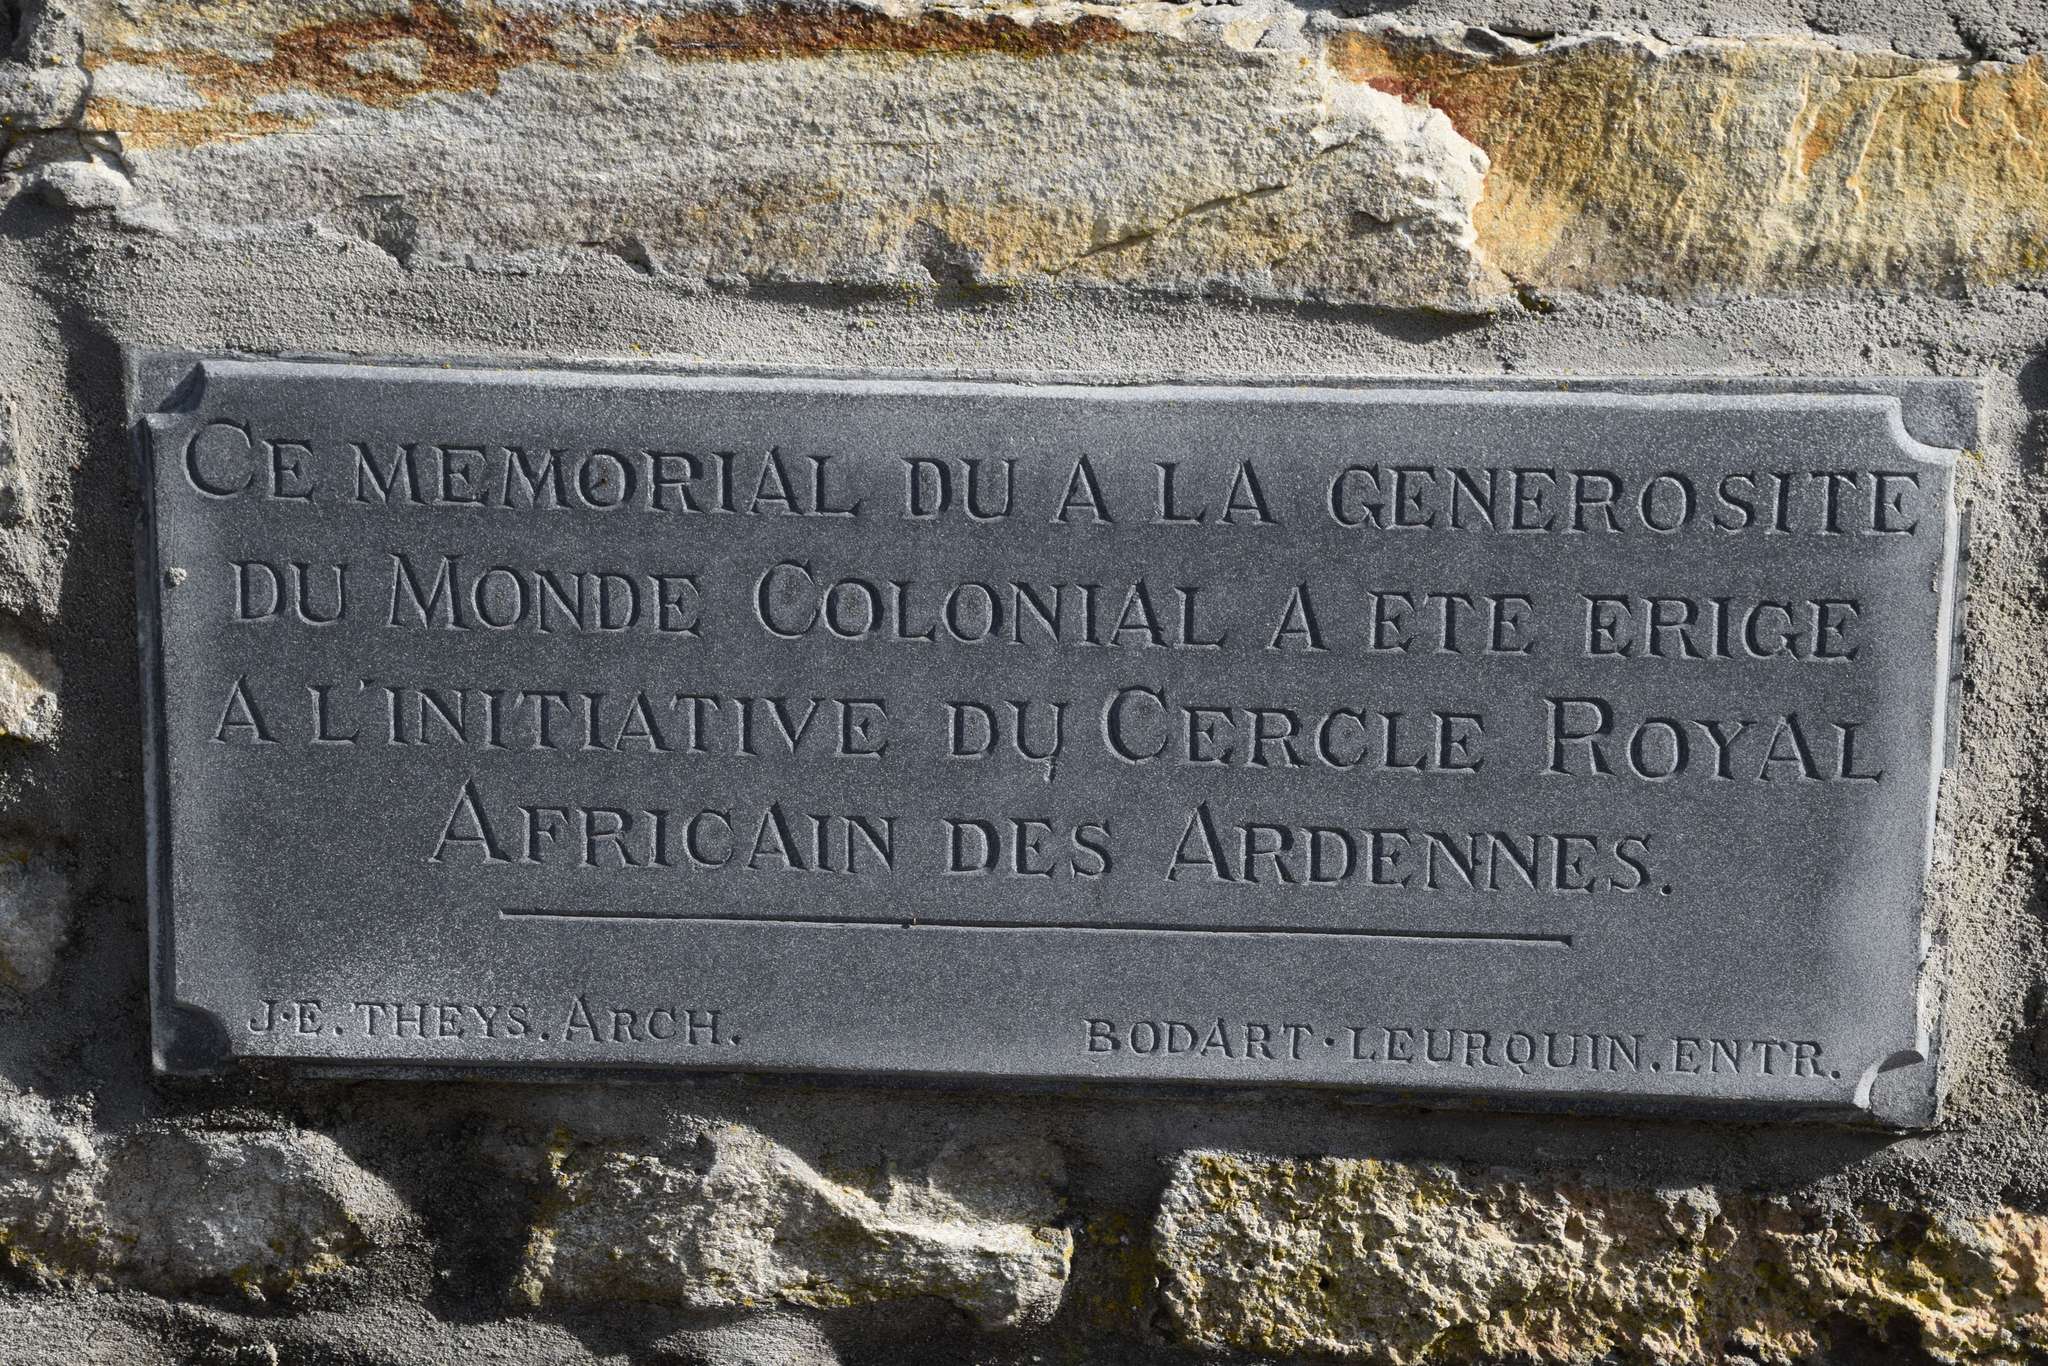 CE MEMORIAL DU A LA GENEROSITE
DU MONDE COLONIAL A ETE ERIGE
A L'INITIATIVE DU CERCLE ROYAL
AFRICAIN DES ARDENNES.
J·E. THEYS. ARCH.
BODART·LEURQUIN. ENTR.